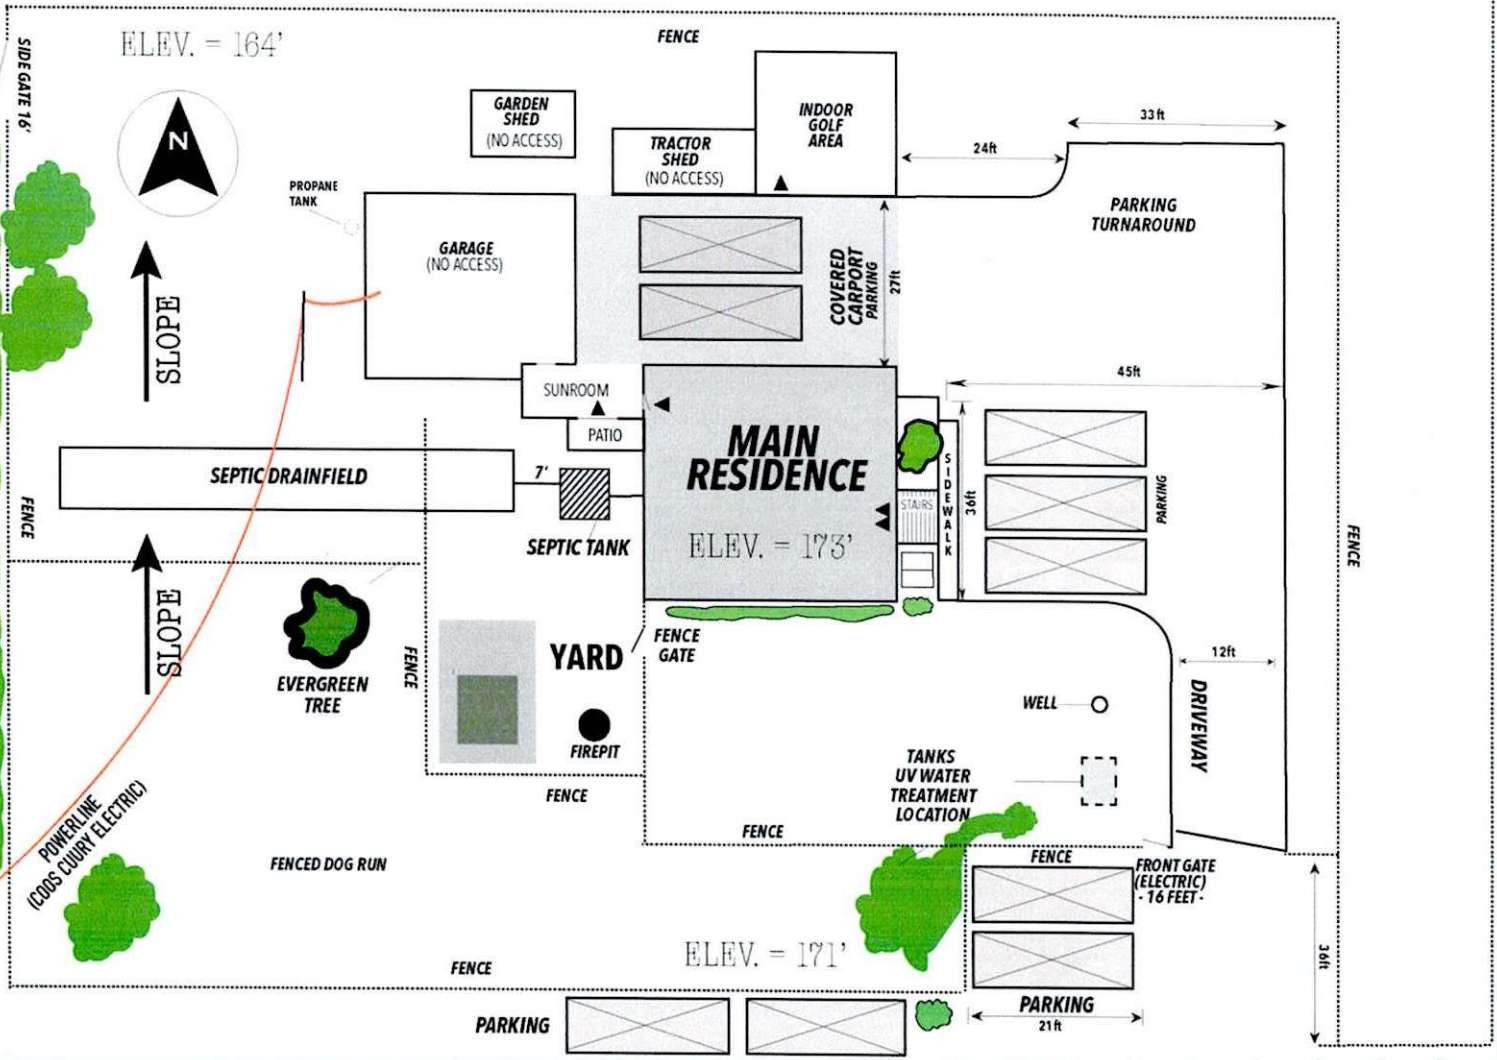 ELEV. = 164'
FENCE
SIDE GATE 16'
N
GARDEN
SHED
(NO ACCESS)
TRACTOR
SHED
(NO ACCESS)
INDOOR
GOLF
AREA
24ft
33ft
PARKING
TURNAROUND
PROPANE
TANK
GARAGE
(NO ACCESS)
COVERED
CARPORT
PARKING
27ft
SLOPE
SUNROOM
PATIO
MAIN
RESIDENCE
ELEV. = 173'
45ft
SIDEWALK
STAIRS
36ft
PARKING
SEPTIC DRAINFIELD
7'
SEPTIC TANK
FENCE
FENCE
SLOPE
EVERGREEN
TREE
FENCE
YARD
FENCE
GATE
FIREPIT
FENCE
12ft
DRIVEWAY
WELL
TANKS
UV WATER
TREATMENT
LOCATION
FENCE
POWERLINE
(COOS CUURY ELECTRIC)
FENCED DOG RUN
FENCE
FRONT GATE
(ELECTRIC)
- 16 FEET -
ELEV. = 171'
FENCE
PARKING
PARKING
21ft
36ft